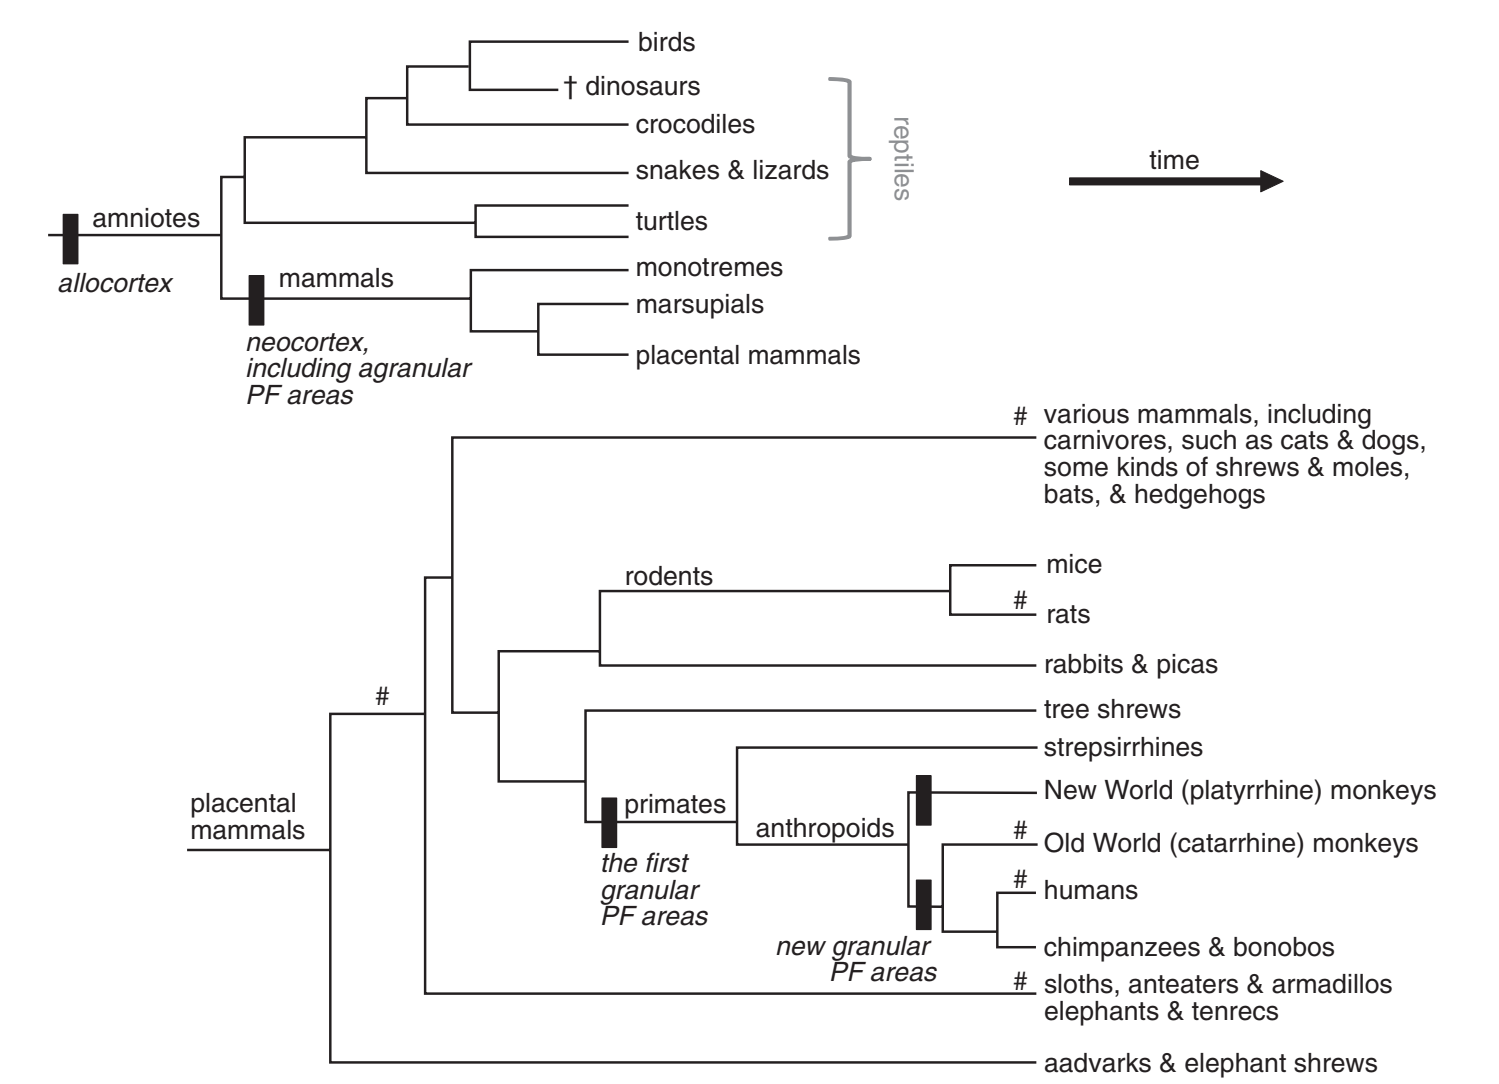 birds
† dinosaurs
crocodiles
snakes & lizards
turtles
reptiles
time
amniotes
allocortex
mammals
neocortex,
including agranular
PF areas
monotremes
marsupials
placental mammals
# various mammals, including
carnivores, such as cats & dogs,
some kinds of shrews & moles,
bats, & hedgehogs
rodents
mice
# rats
rabbits & picas
#
tree shrews
strepsirrhines
placental
mammals
primates
the first
granular
PF areas
anthropoids
New World (platyrrhine) monkeys
# Old World (catarrhine) monkeys
# humans
new granular
PF areas
chimpanzees & bonobos
# sloths, anteaters & armadillos
elephants & tenrecs
aadvarks & elephant shrews